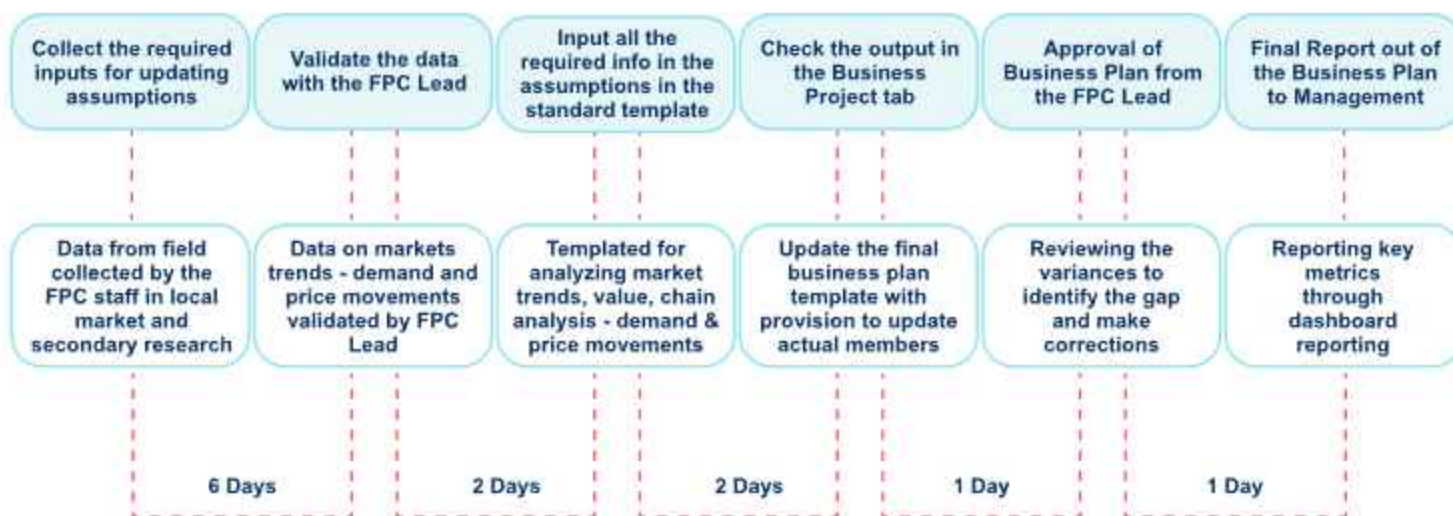 Collect the required
inputs for updating
assumptions
Validate the data
with the FPC Lead
Input all the
required info in the
assumptions in the
standard template
Check the output in
the Business
Project tab
Approval of
Business Plan from
the FPC Lead
Final Report out of
the Business Plan
to Management
Data from field
collected by the
FPC staff in local
market and
secondary research
Data on markets
trends - demand and
price movements
validated by FPC
Lead
Templated for
analyzing market
trends, value, chain
analysis - demand &
price movements
Update the final
business plan
template with
provision to update
actual members
Reviewing the
variances to
identify the gap
and make
corrections
Reporting key
metrics
through
dashboard
reporting
6 Days
2 Days
2 Days
1 Day
1 Day